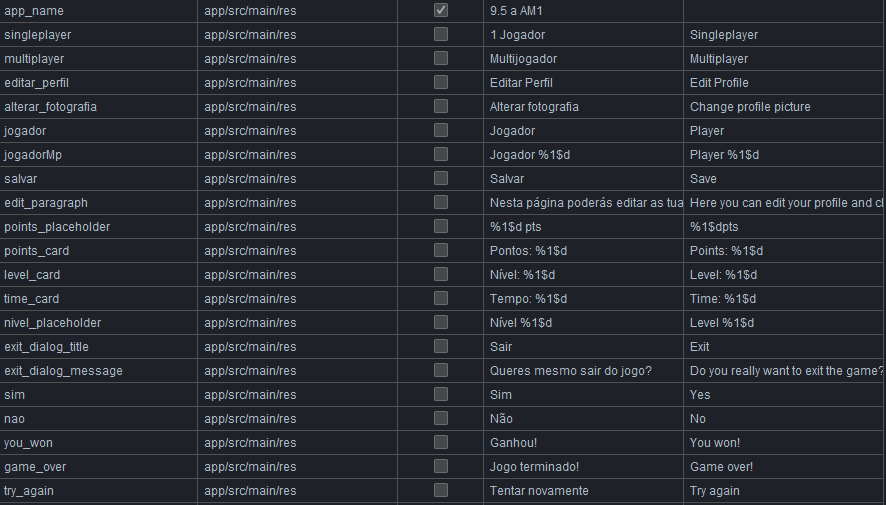 app_name app/src/main/res 9.5 a AM1
singleplayer app/src/main/res 1 Jogador Singleplayer
multiplayer app/src/main/res Multijogador Multiplayer
editar_perfil app/src/main/res Editar Perfil Edit Profile
alterar_fotografia app/src/main/res Alterar fotografia Change profile picture
jogador app/src/main/res Jogador Player
jogadorMp app/src/main/res Jogador %1$d Player %1$d
salvar app/src/main/res Salvar Save
edit_paragraph app/src/main/res Nesta página poderás editar as tua Here you can edit your profile and
points_placeholder app/src/main/res %1$d pts %1$dpts
points_card app/src/main/res Pontos: %1$d Points: %1$d
level_card app/src/main/res Nível: %1$d Level: %1$d
time_card app/src/main/res Tempo: %1$d Time: %1$d
nivel_placeholder app/src/main/res Nível %1$d Level %1$d
exit_dialog_title app/src/main/res Sair Exit
exit_dialog_message app/src/main/res Queres mesmo sair do jogo? Do you really want to exit the game?
sim app/src/main/res Sim Yes
nao app/src/main/res Não No
you_won app/src/main/res Ganhou! You won!
game_over app/src/main/res Jogo terminado! Game over!
try_again app/src/main/res Tentar novamente Try again